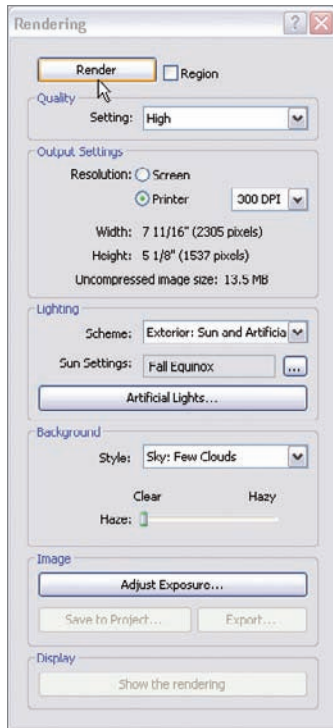 Rendering
Render
Region
Quality
Setting: High
Output Settings
Resolution: Screen
Printer 300 DPI
Width: 7 11/16" (2305 pixels)
Height: 5 1/8" (1537 pixels)
Uncompressed image size: 13.5 MB
Lighting
Scheme: Exterior: Sun and Artificia
Sun Settings: Fall Equinox ...
Artificial Lights...
Background
Style: Sky: Few Clouds
Clear Hazy
Haze:
Image
Adjust Exposure...
Save to Project... Export...
Display
Show the rendering